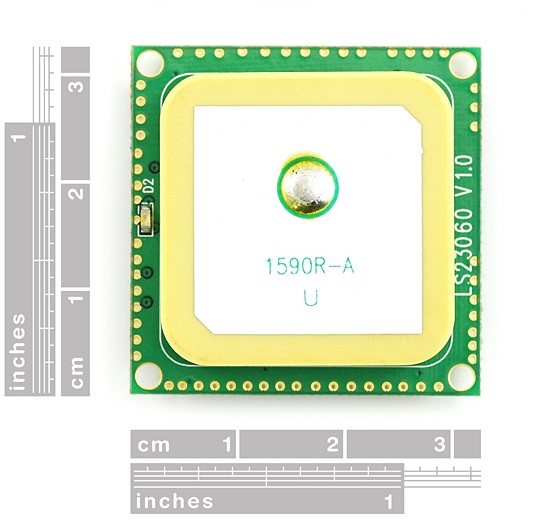 3
2
1
cm
1
inches
D2
LS23060 V1.0
1590R-A
U
cm 1 2 3
inches 1